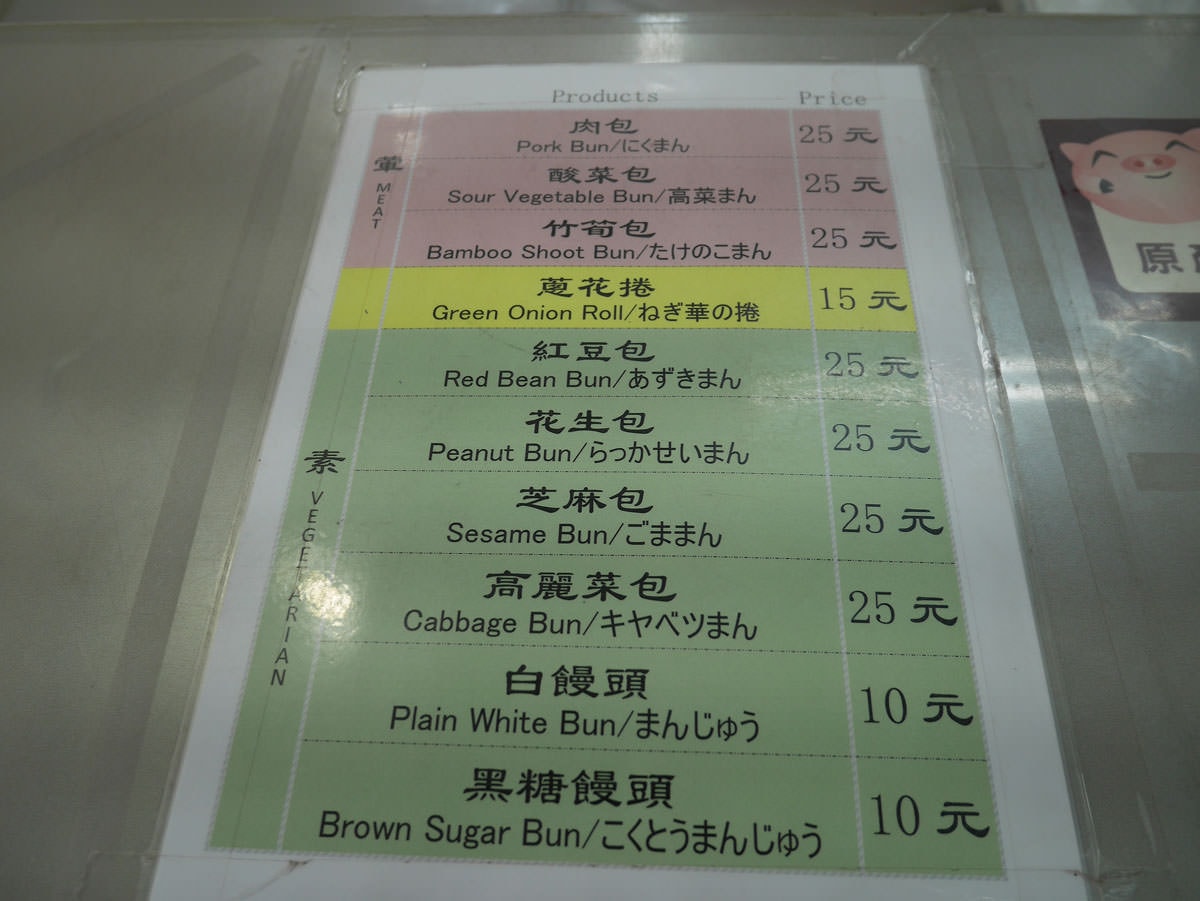 Products Price
葷
MEAT
肉包
Pork Bun/にくまん
25 元
酸菜包
Sour Vegetable Bun/高菜まん
25 元
竹筍包
Bamboo Shoot Bun/たけのこまん
25 元
蔥花捲
Green Onion Roll/ねぎ華の捲
15 元
素
VEGETARIAN
紅豆包
Red Bean Bun/あずきまん
25 元
花生包
Peanut Bun/らっかせいまん
25 元
芝麻包
Sesame Bun/ごままん
25 元
高麗菜包
Cabbage Bun/キヤベツまん
25 元
白饅頭
Plain White Bun/まんじゅう
10 元
黑糖饅頭
Brown Sugar Bun/こくとうまんじゅう
10 元
原